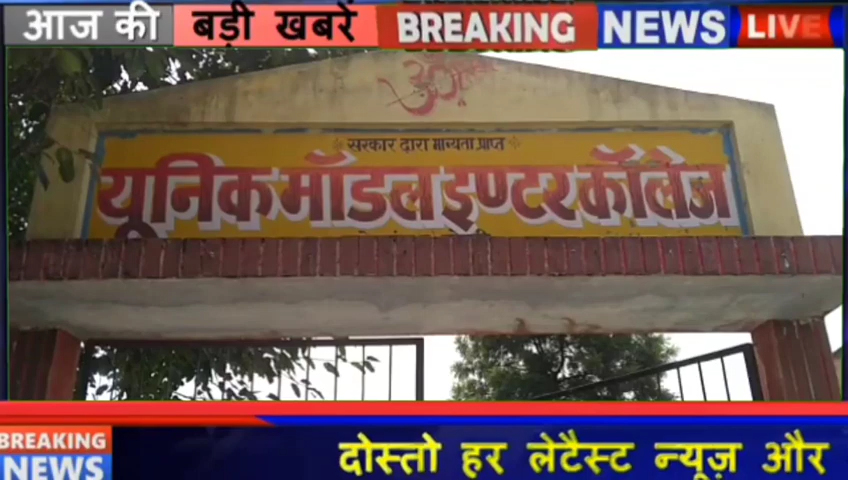 आज की बड़ी खबरें BREAKING NEWS LIVE
ॐ
* सरकार द्वारा मान्यता प्राप्त *
यूनिक मॉडल इण्टर कॉलेज
BREAKING NEWS
दोस्तो हर लेटैस्ट न्यूज़ और